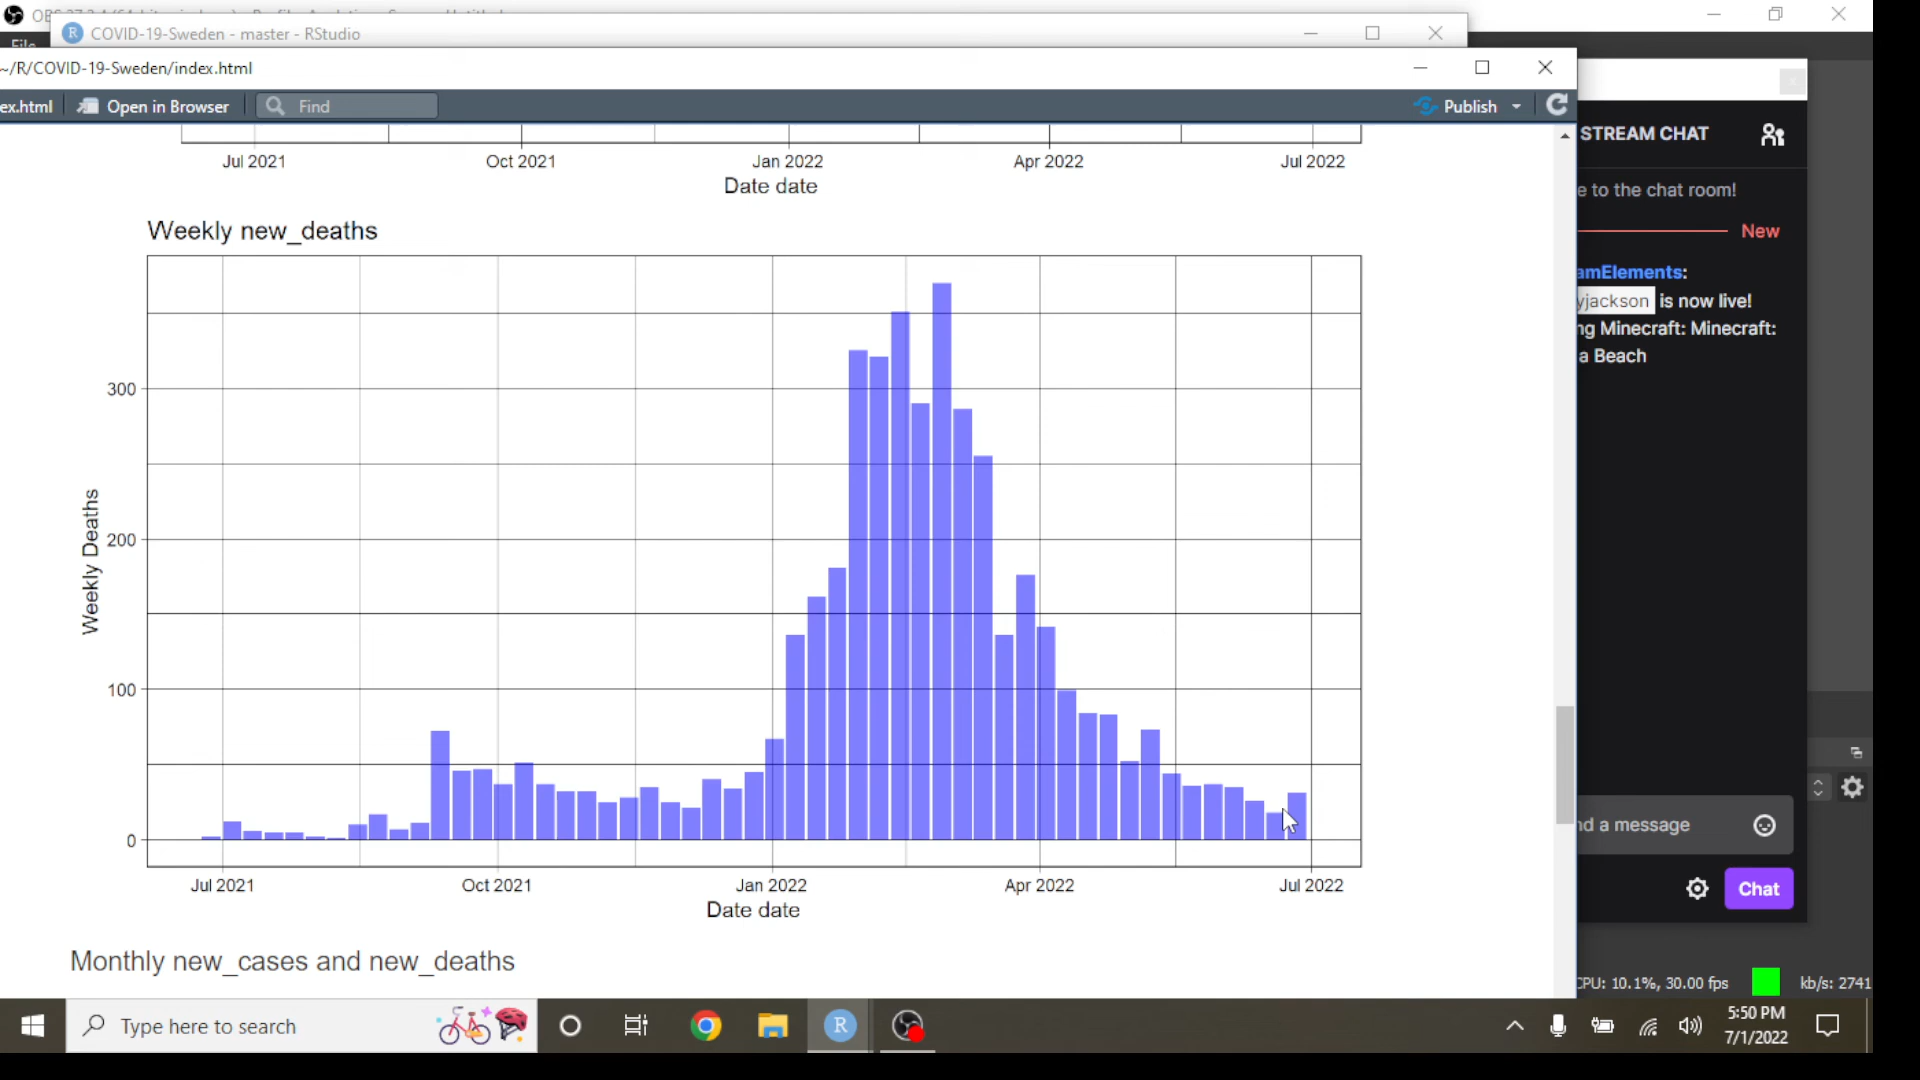 COVID-19-Sweden - master - RStudio
File
~/R/COVID-19-Sweden/index.html
ex.html
Open in Browser
Find
Publish
Jul 2021
Oct 2021
Jan 2022
Apr 2022
Jul 2022
Date date
Weekly new_deaths
Weekly Deaths
300
200
100
0
Jul 2021
Oct 2021
Jan 2022
Apr 2022
Jul 2022
Date date
Monthly new_cases and new_deaths
STREAM CHAT
e to the chat room!
New
amElements:
yjackson is now live!
ng Minecraft: Minecraft:
a Beach
nd a message
Chat
CPU: 10.1%, 30.00 fps
kb/s: 2741
Type here to search
R
5:50 PM
7/1/2022